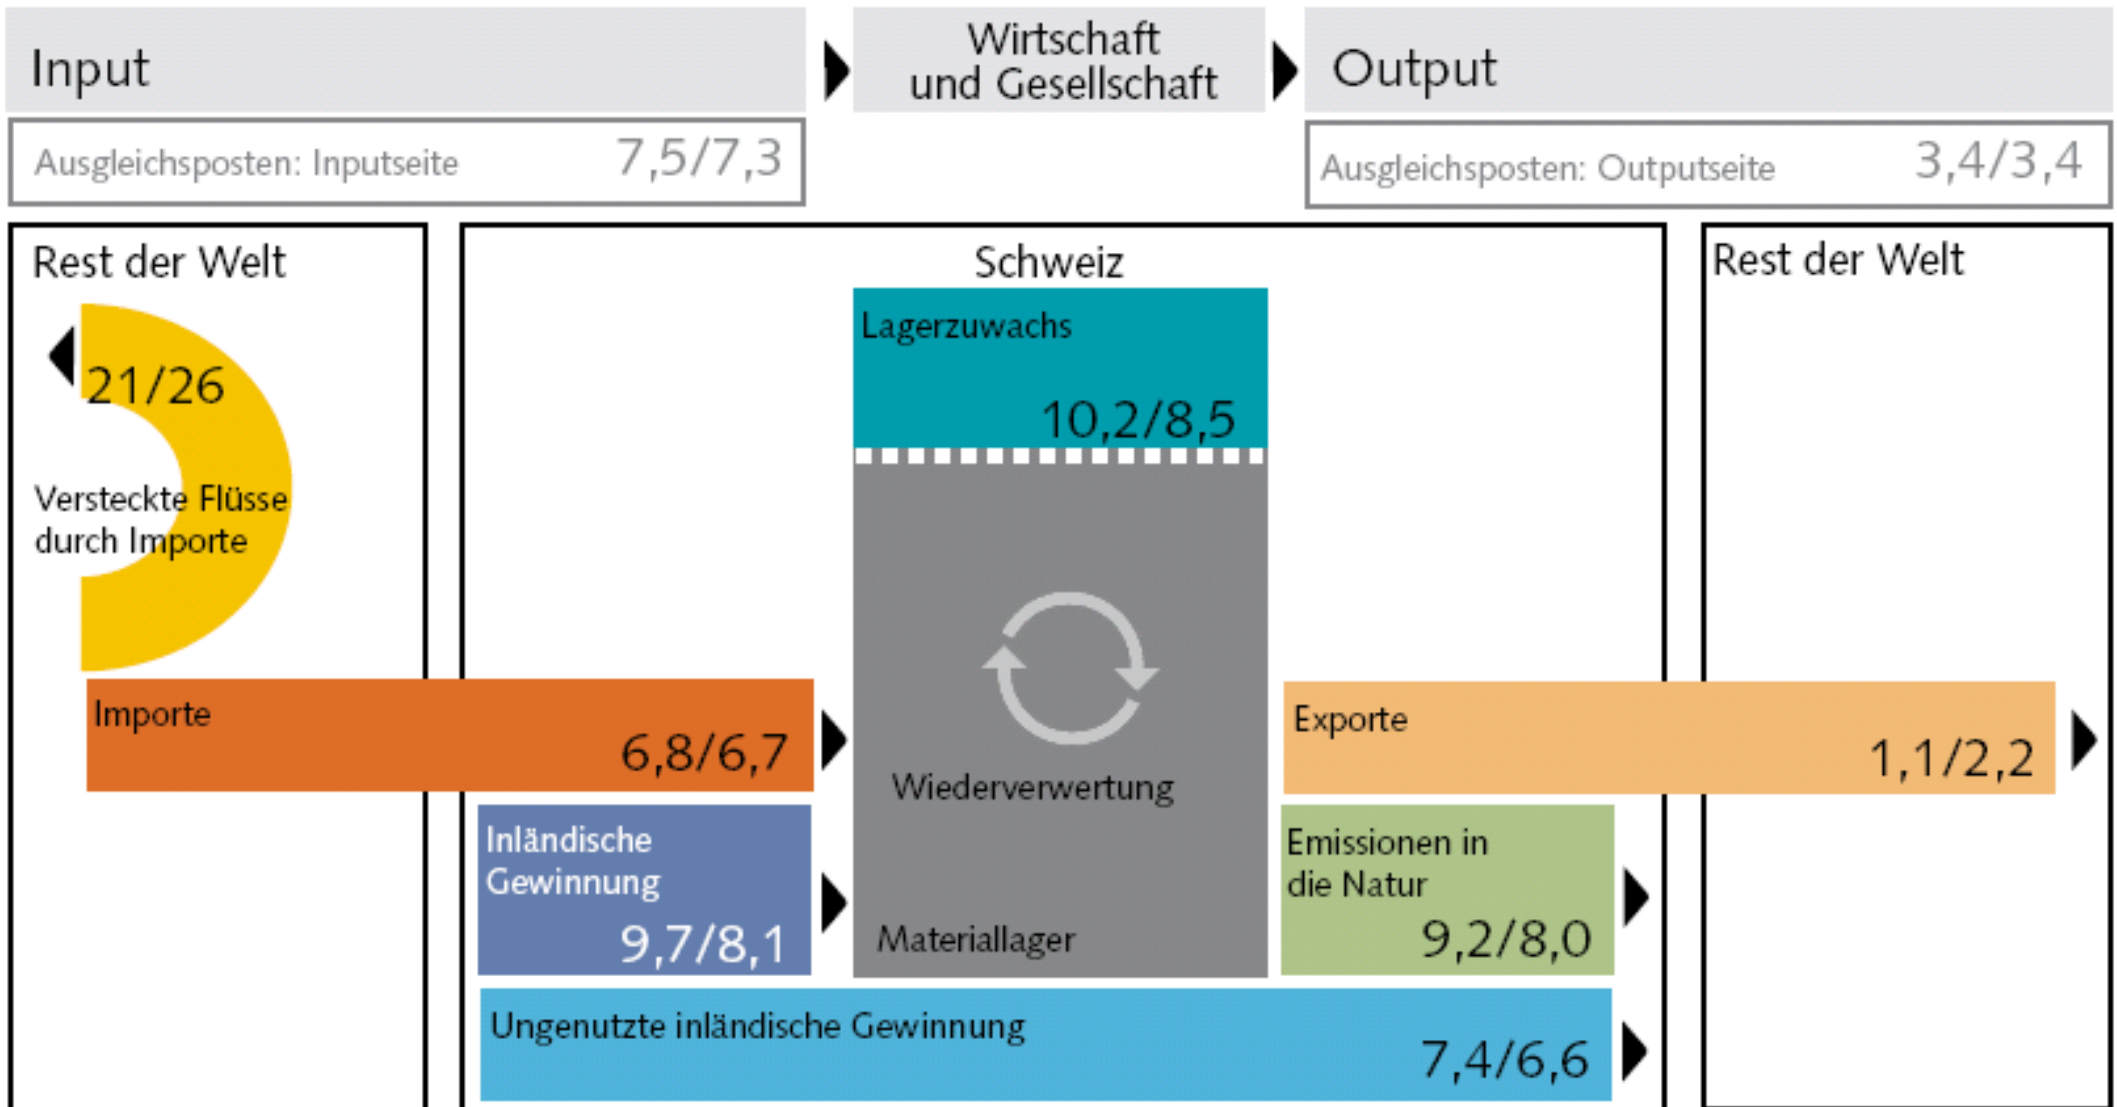 Input
Wirtschaft
und Gesellschaft
Output
Ausgleichsposten: Inputseite 7,5/7,3
Ausgleichsposten: Outputseite 3,4/3,4
Rest der Welt
Schweiz
Rest der Welt
21/26
Versteckte Flüsse
durch Importe
Lagerzuwachs
10,2/8,5
Importe
6,8/6,7
Wiederverwertung
Exporte
1,1/2,2
Inländische
Gewinnung
9,7/8,1
Materiallager
Emissionen in
die Natur
9,2/8,0
Ungenutzte inländische Gewinnung
7,4/6,6